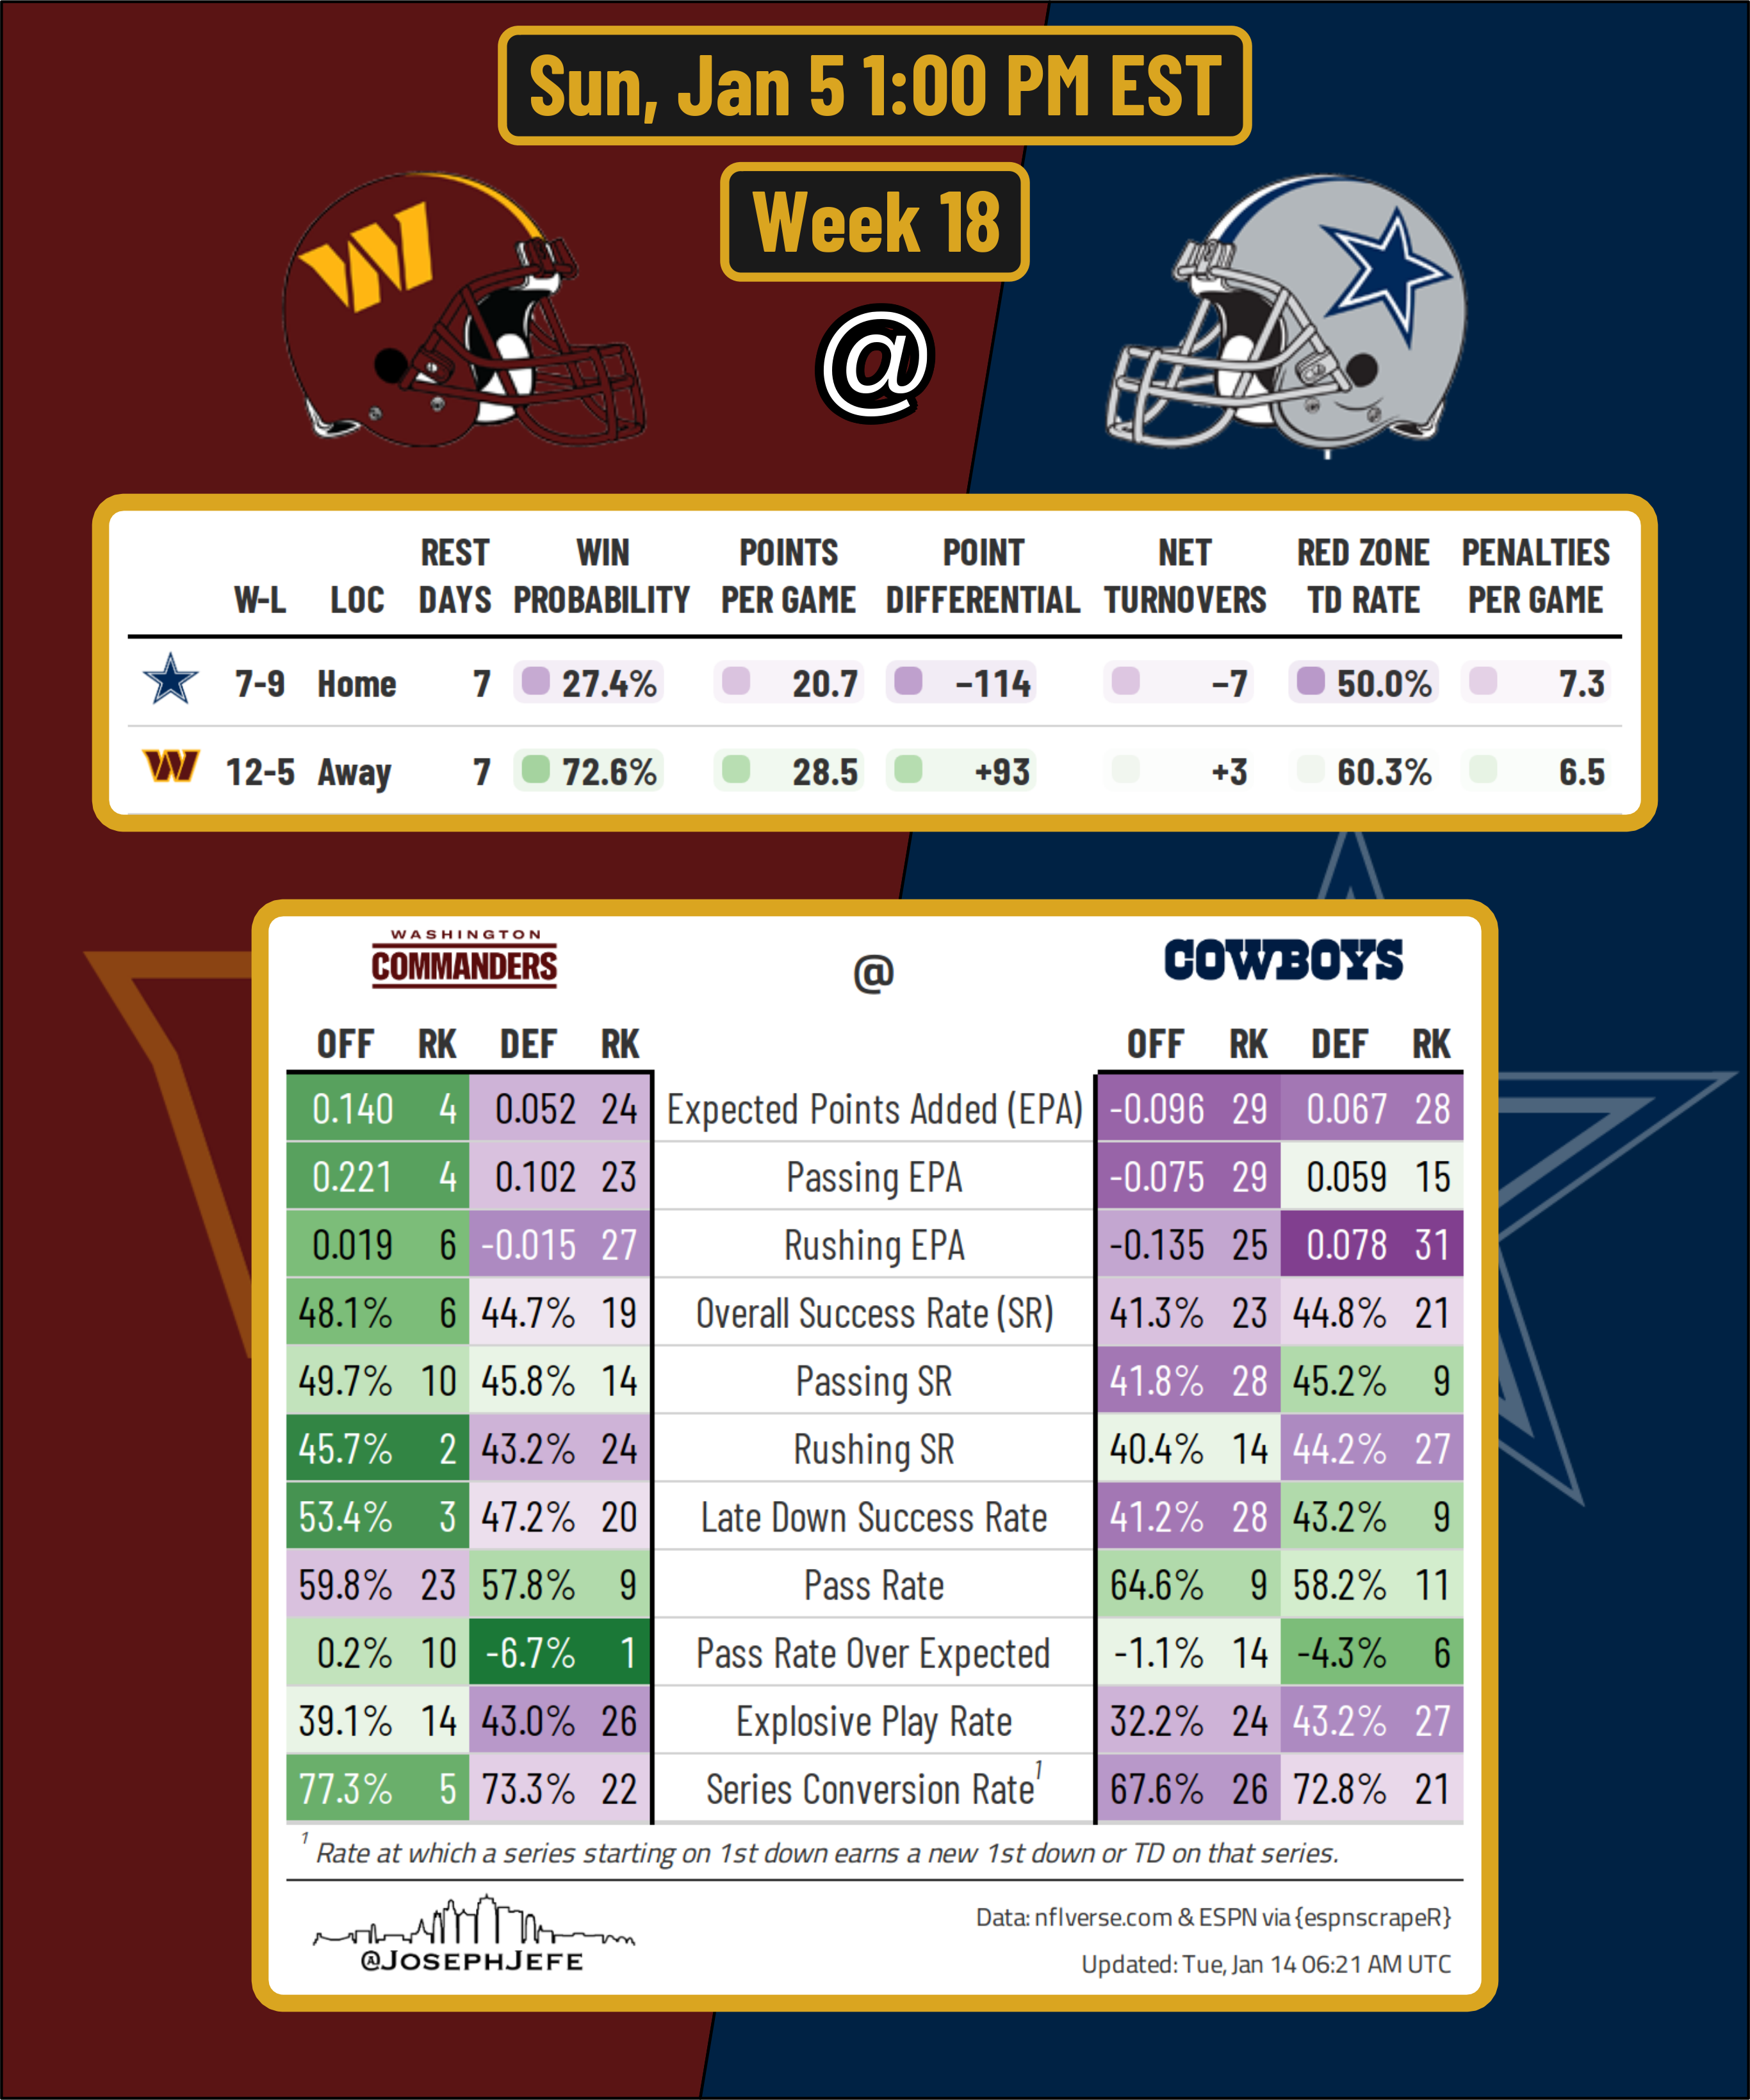 Sun, Jan 5 1:00 PM EST
Week 18
W
@
REST WIN POINTS POINT NET RED ZONE PENALTIES
W-L LOC DAYS PROBABILITY PER GAME DIFFERENTIAL TURNOVERS TD RATE PER GAME
7-9 Home 7 27.4% 20.7 −114 −7 50.0% 7.3
W 12-5 Away 7 72.6% 28.5 +93 +3 60.3% 6.5
WASHINGTON
COMMANDERS @ COWBOYS
OFF RK DEF RK OFF RK DEF RK
0.140 4 0.052 24 Expected Points Added (EPA) -0.096 29 0.067 28
0.221 4 0.102 23 Passing EPA -0.075 29 0.059 15
0.019 6 -0.015 27 Rushing EPA -0.135 25 0.078 31
48.1% 6 44.7% 19 Overall Success Rate (SR) 41.3% 23 44.8% 21
49.7% 10 45.8% 14 Passing SR 41.8% 28 45.2% 9
45.7% 2 43.2% 24 Rushing SR 40.4% 14 44.2% 27
53.4% 3 47.2% 20 Late Down Success Rate 41.2% 28 43.2% 9
59.8% 23 57.8% 9 Pass Rate 64.6% 9 58.2% 11
0.2% 10 -6.7% 1 Pass Rate Over Expected -1.1% 14 -4.3% 6
39.1% 14 43.0% 26 Explosive Play Rate 32.2% 24 43.2% 27
77.3% 5 73.3% 22 Series Conversion Rate¹ 67.6% 26 72.8% 21
¹ Rate at which a series starting on 1st down earns a new 1st down or TD on that series.
@JOSEPHJEFE
Data: nflverse.com & ESPN via {espnscrapeR}
Updated: Tue, Jan 14 06:21 AM UTC